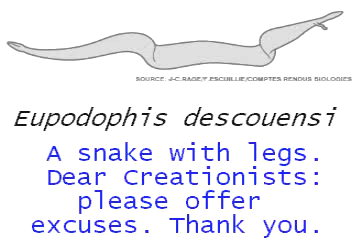 SOURCE: J-C.RAGE/F.ESCUILLIE/COMPTES RENDUS BIOLOGIES
Eupodophis descouensi
A snake with legs.
Dear Creationists:
please offer
excuses. Thank you.